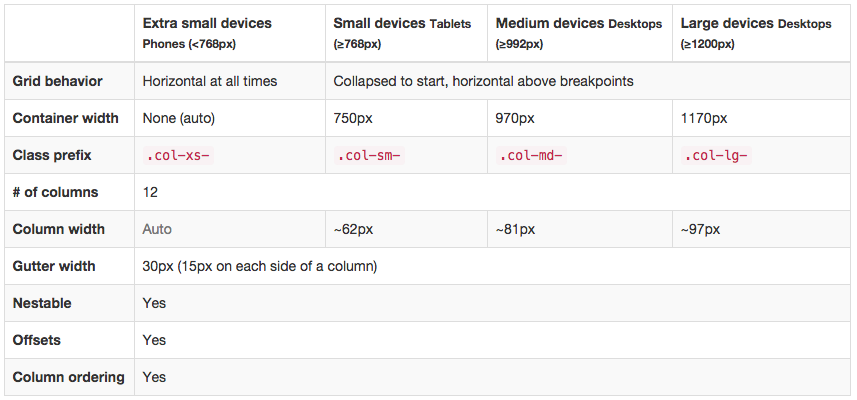 Extra small devices Small devices Tablets Medium devices Desktops Large devices Desktops
Phones (<768px) (≥768px) (≥992px) (≥1200px)
Grid behavior Horizontal at all times Collapsed to start, horizontal above breakpoints
Container width None (auto) 750px 970px 1170px
Class prefix .col-xs- .col-sm- .col-md- .col-lg-
# of columns 12
Column width Auto ~62px ~81px ~97px
Gutter width 30px (15px on each side of a column)
Nestable Yes
Offsets Yes
Column ordering Yes